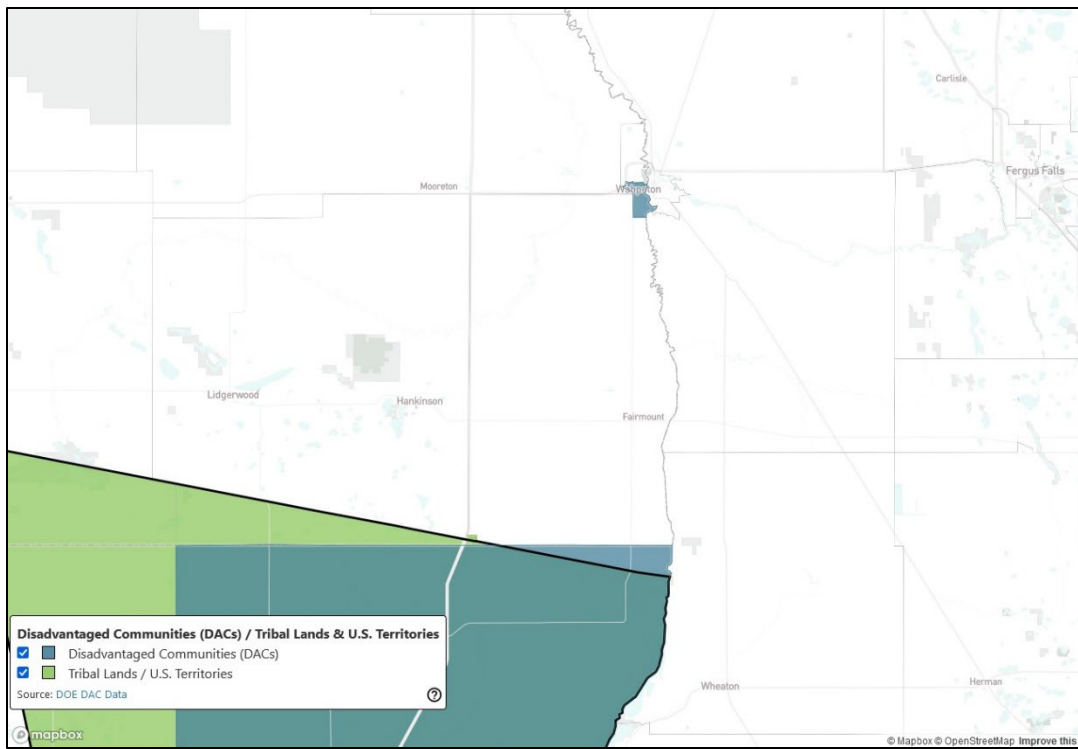 Carlisle
Fergus Falls
Mooreton
Wahpeton
Lidgerwood
Hankinson
Fairmount
Disadvantaged Communities (DACs) / Tribal Lands & U.S. Territories
Disadvantaged Communities (DACs)
Tribal Lands / U.S. Territories
Source: DOE DAC Data
?
Wheaton
Herman
mapbox
© Mapbox © OpenStreetMap Improve this